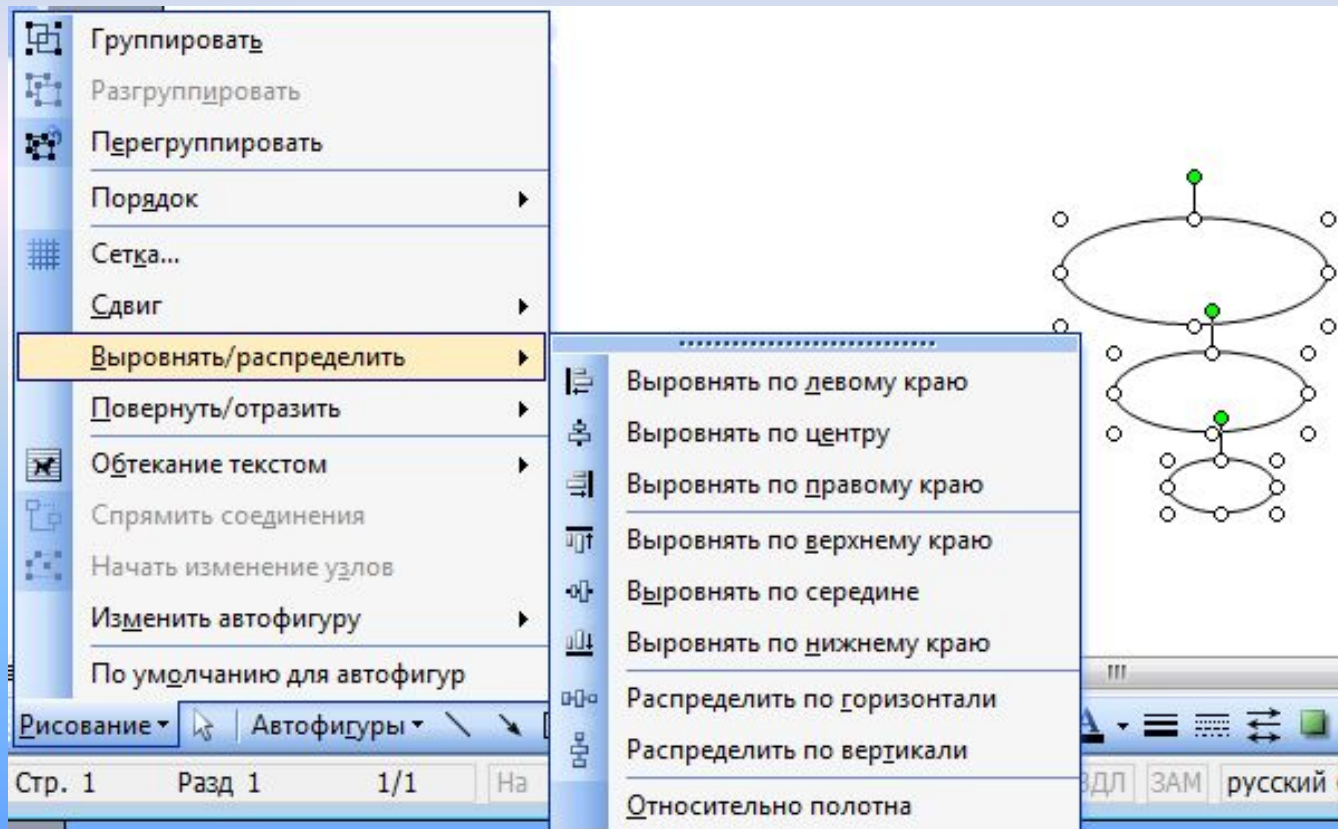 Группировать
Разгруппировать
Перегруппировать
Порядок
Сетка...
Сдвиг
Выровнять/распределить
Повернуть/отразить
Обтекание текстом
Спрямить соединения
Начать изменение узлов
Изменить автофигуру
По умолчанию для автофигур
Выровнять по левому краю
Выровнять по центру
Выровнять по правому краю
Выровнять по верхнему краю
Выровнять по середине
Выровнять по нижнему краю
Распределить по горизонтали
Распределить по вертикали
Относительно полотна
Рисование Автофигуры A
Стр. 1 Разд 1 1/1 На ВДЛ ЗАМ русский